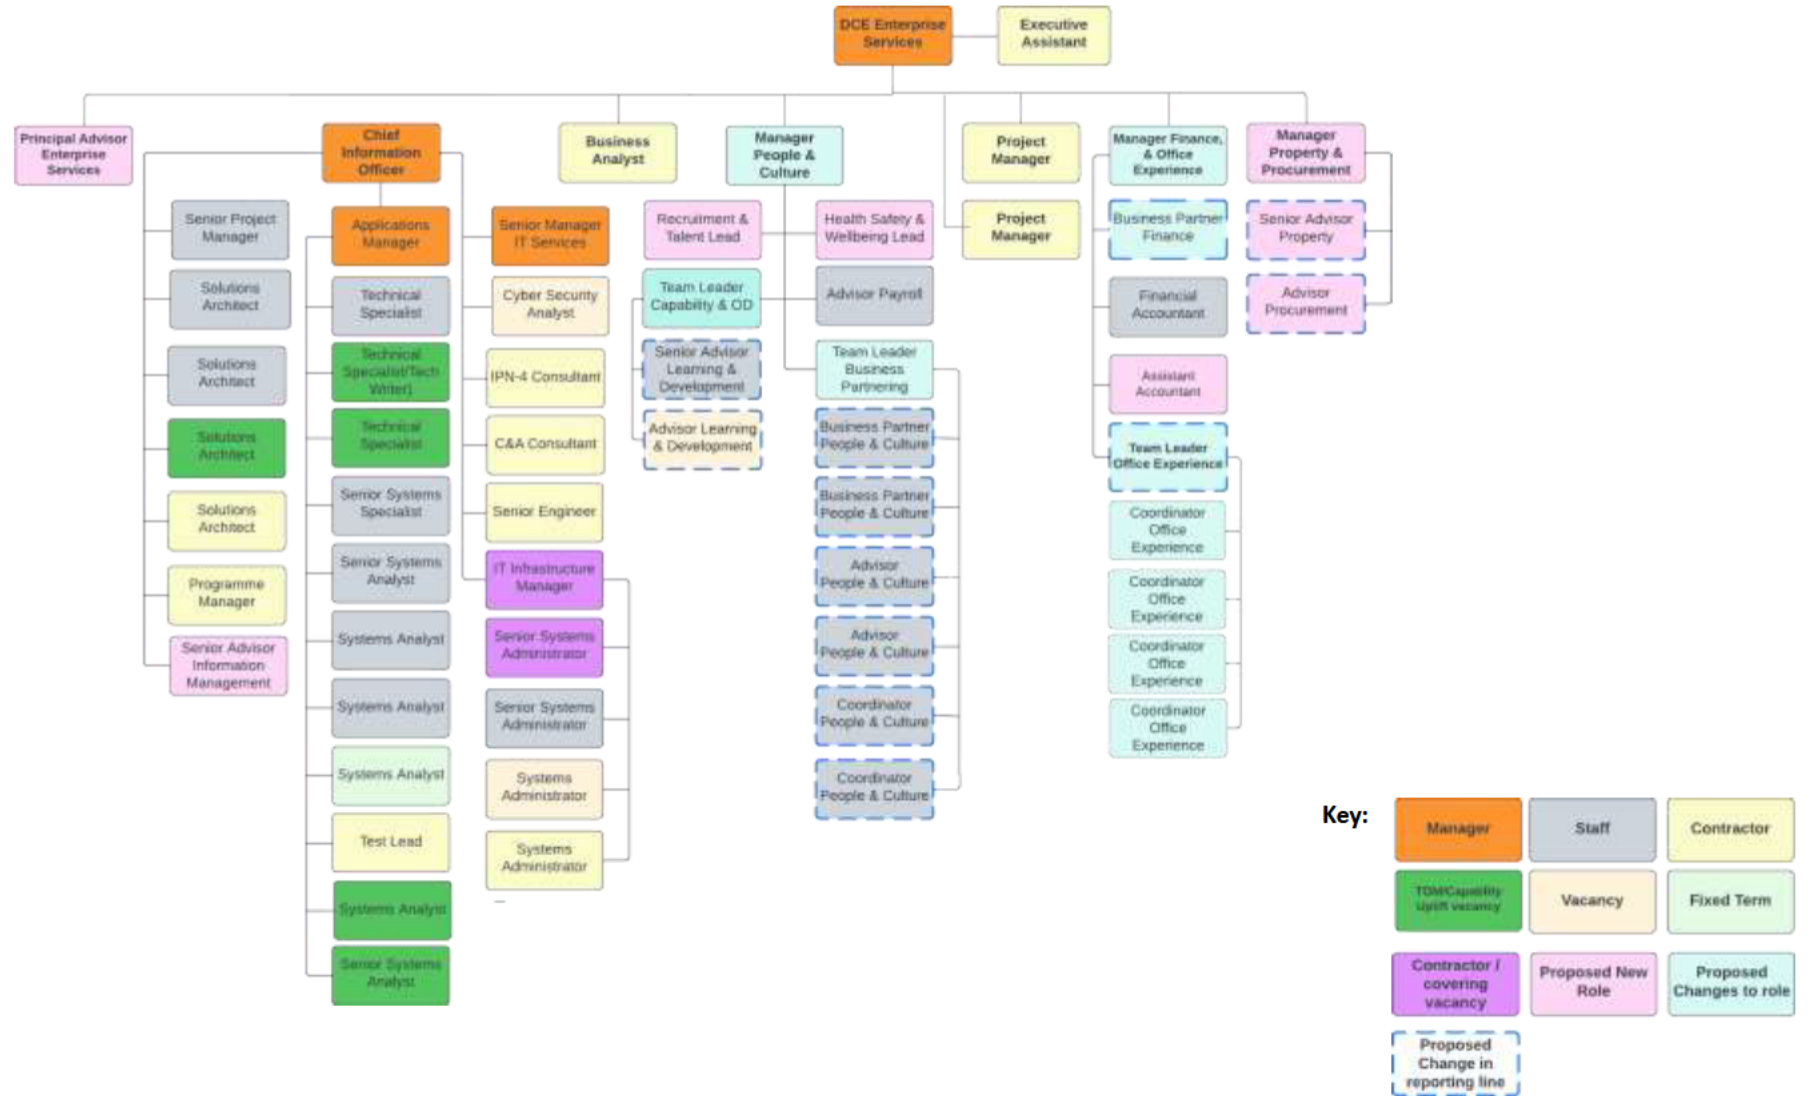 DCE Enterprise
Services
Executive
Assistant
Principal Advisor
Enterprise
Services
Chief
Information
Officer
Business
Analyst
Manager
People &
Culture
Project
Manager
Manager Finance,
& Office
Experience
Manager
Property &
Procurement
Senior Project
Manager
Solutions
Architect
Solutions
Architect
Solutions
Architect
Solutions
Architect
Programme
Manager
Senior Advisor
Information
Management
Applications
Manager
Technical
Specialist
Technical
Specialist/Tech
Writer)
Technical
Specialist
Senior Systems
Specialist
Senior Systems
Analyst
Systems Analyst
Systems Analyst
Systems Analyst
Test Lead
Systems Analyst
Senior Systems
Analyst
Senior Manager
IT Services
Cyber Security
Analyst
IPN-4 Consultant
C&A Consultant
Senior Engineer
IT Infrastructure
Manager
Senior Systems
Administrator
Senior Systems
Administrator
Systems
Administrator
Systems
Administrator
Recruitment &
Talent Lead
Team Leader
Capability & OD
Senior Advisor
Learning &
Development
Advisor Learning
& Development
Health Safety &
Wellbeing Lead
Advisor Payroll
Team Leader
Business
Partnering
Business Partner
People & Culture
Business Partner
People & Culture
Advisor
People & Culture
Advisor
People & Culture
Coordinator
People & Culture
Coordinator
People & Culture
Project
Manager
Business Partner
Finance
Financial
Accountant
Assistant
Accountant
Team Leader
Office Experience
Coordinator
Office
Experience
Coordinator
Office
Experience
Coordinator
Office
Experience
Coordinator
Office
Experience
Senior Advisor
Property
Advisor
Procurement
Key:
Manager
Staff
Contractor
TOM/Capability
Uplift vacancy
Vacancy
Fixed Term
Contractor /
covering
vacancy
Proposed New
Role
Proposed
Changes to role
Proposed
Change in
reporting line